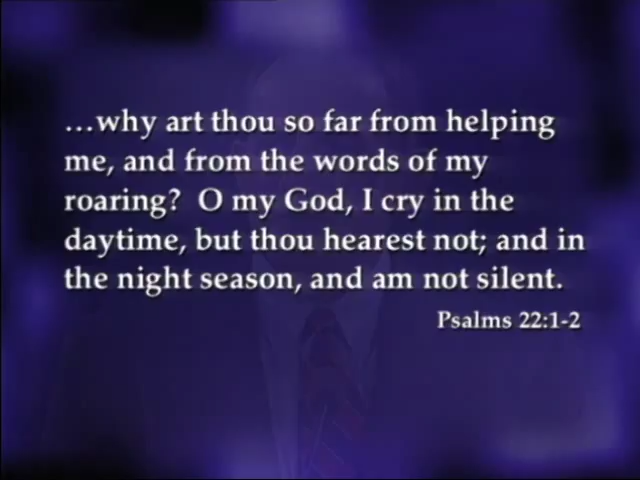 ...why art thou so far from helping
me, and from the words of my
roaring?  O my God, I cry in the
daytime, but thou hearest not; and in
the night season, and am not silent.
Psalms 22:1-2